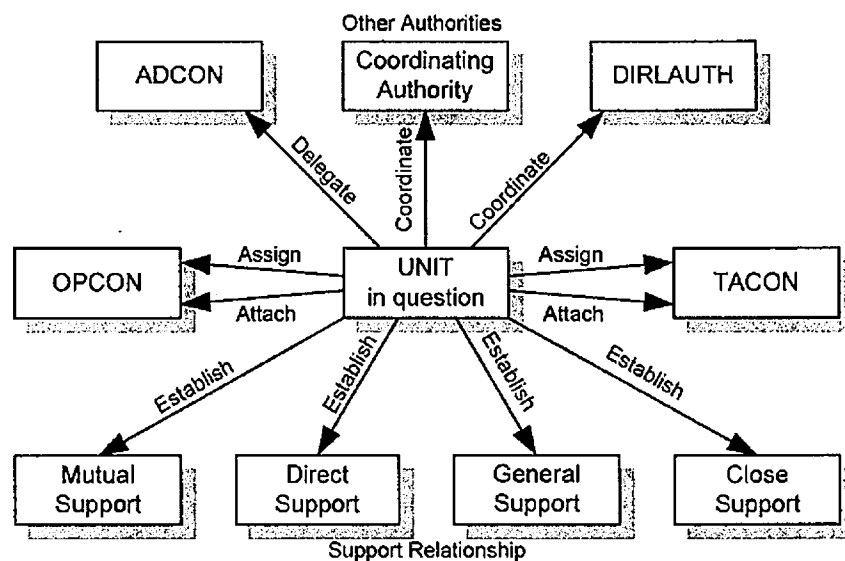 Other Authorities
ADCON
Coordinating
Authority
DIRLAUTH
Delegate
Coordinate
Coordinate
OPCON
Assign
Attach
UNIT
in question
Assign
Attach
TACON
Establish
Establish
Establish
Establish
Mutual
Support
Direct
Support
General
Support
Close
Support
Support Relationship